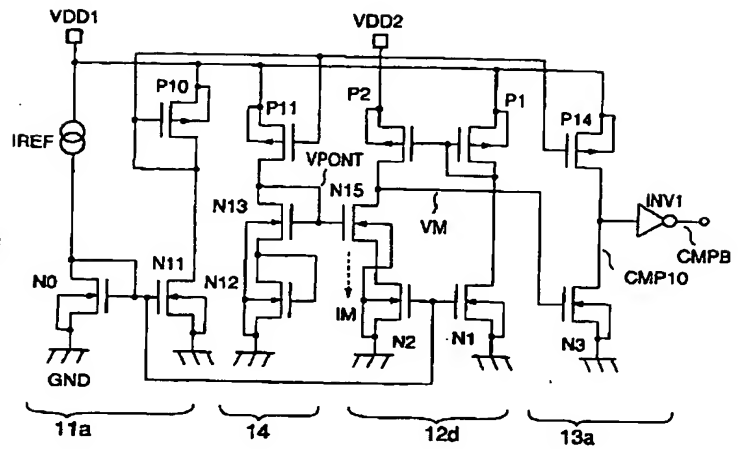 VDD1
VDD2
P10
P11
P2
P1
P14
IREF
VPONT
INV1
N13
N15
VM
CMPB
N0
N11
N12
IM
N2
N1
CMP10
N3
GND
11a
14
12d
13a